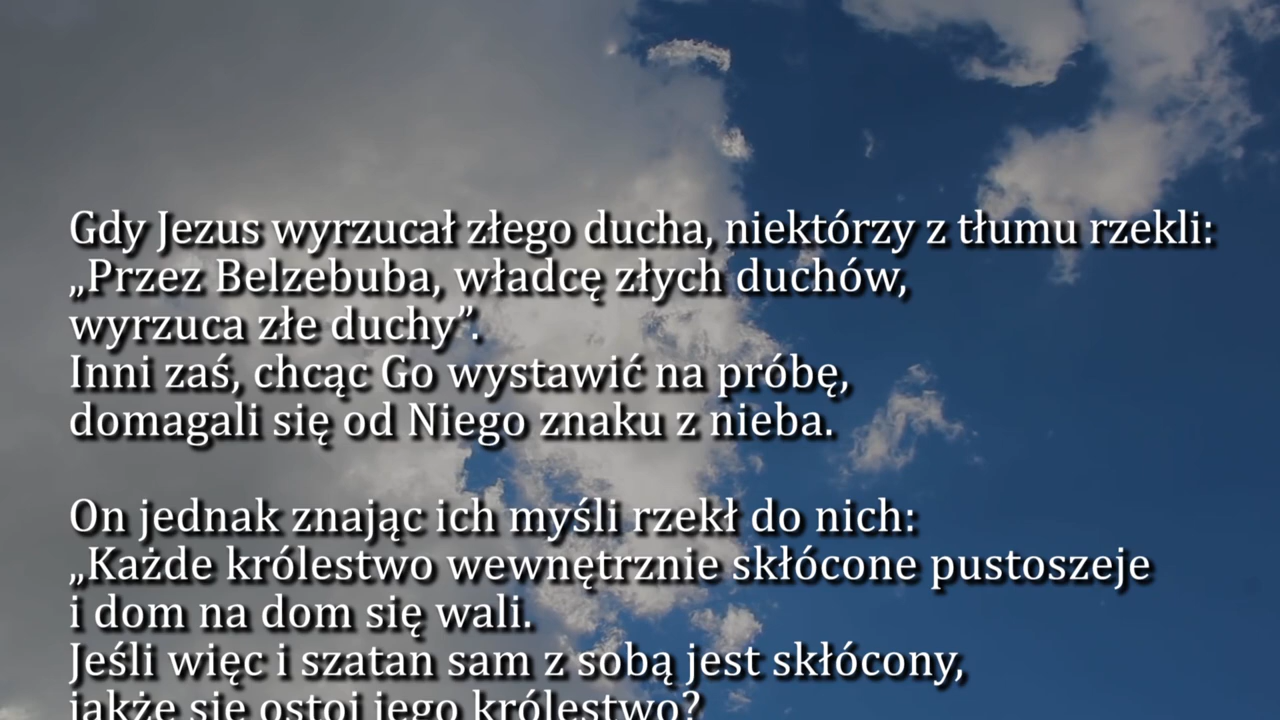 Gdy Jezus wyrzucał złego ducha, niektórzy z tłumu rzekli:
„Przez Belzebuba, władcę złych duchów,
wyrzuca złe duchy”.
Inni zaś, chcąc Go wystawić na próbę,
domagali się od Niego znaku z nieba.
On jednak znając ich myśli rzekł do nich:
„Każde królestwo wewnętrznie skłócone pustoszeje
i dom na dom się wali.
Jeśli więc i szatan sam z sobą jest skłócony,
jakże się ostoi jego królestwo?